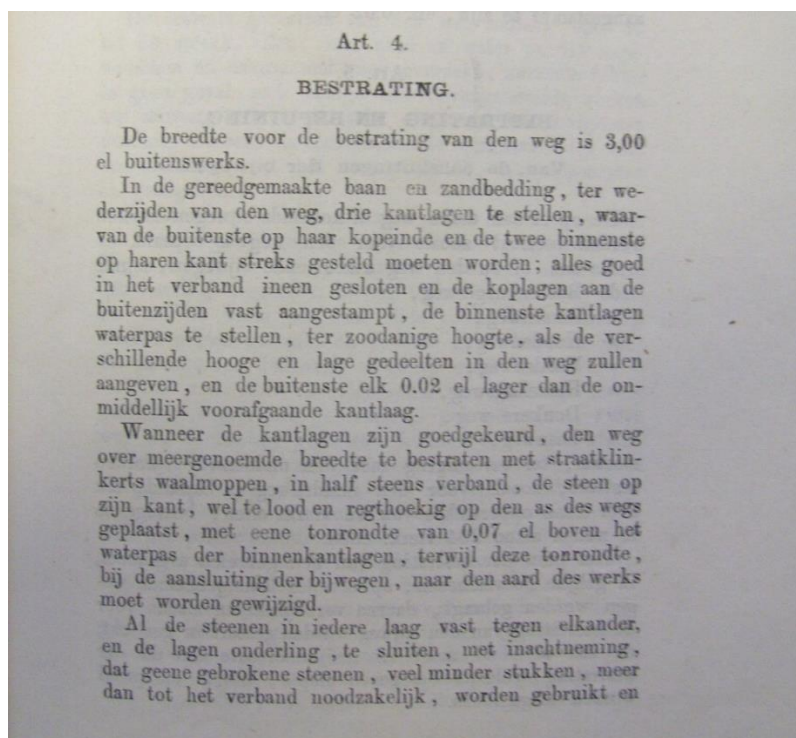 Art. 4.
BESTRATING.
De breedte voor de bestrating van den weg is 3,00
el buitenswerks.
In de gereedgemaakte baan en zandbedding, ter we-
derzijden van den weg, drie kantlagen te stellen, waar-
van de buitenste op haar kopeinde en de twee binnenste
op haren kant streks gesteld moeten worden; alles goed
in het verband ineen gesloten en de koplagen aan de
buitenzijden vast aangestampt, de binnenste kantlagen
waterpas te stellen, ter zoodanige hoogte, als de ver-
schillende hooge en lage gedeelten in den weg zullen
aangeven, en de buitenste elk 0.02 el lager dan de on-
middellijk voorafgaande kantlaag.
Wanneer de kantlagen zijn goedgekeurd, den weg
over meergenoemde breedte te bestraten met straatklin-
kerts waalmoppen, in half steens verband, de steen op
zijn kant, wel te lood en regthoekig op den as des wegs
geplaatst, met eene tonrondte van 0,07 el boven het
waterpas der binnenkantlagen, terwijl deze tonrondte,
bij de aansluiting der bijwegen, naar den aard des werks
moet worden gewijzigd.
Al de steenen in iedere laag vast tegen elkander,
en de lagen onderling, te sluiten, met inachtneming,
dat geene gebrokene steenen, veel minder stukken, meer
dan tot het verband noodzakelijk, worden gebruikt en